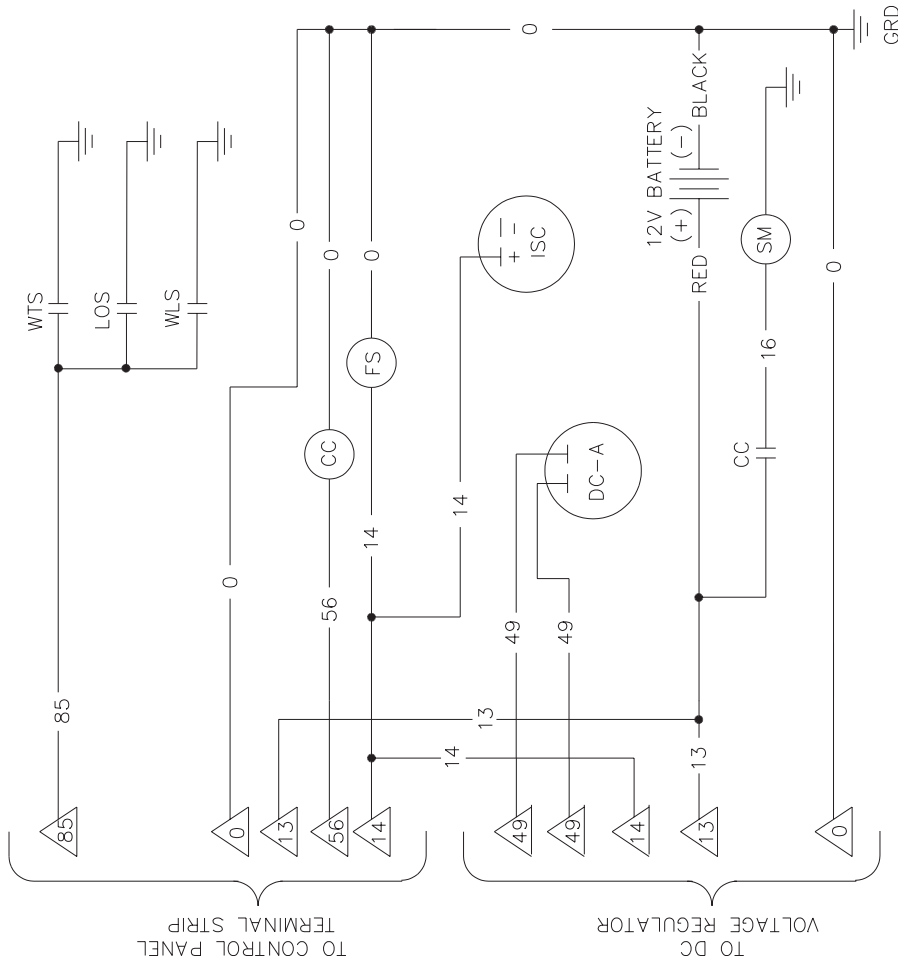 WTS
LOS
WLS
85
85
0
0
0
0
0
0
0
GRD
13
13
13
13
56
56
CC
14
14
14
14
14
FS
ISC
+ -
49
49
49
49
DC-A
12V BATTERY
(+) (-)
RED
BLACK
CC
16
SM
TO CONTROL PANEL
TERMINAL STRIP
TO DC
VOLTAGE REGULATOR